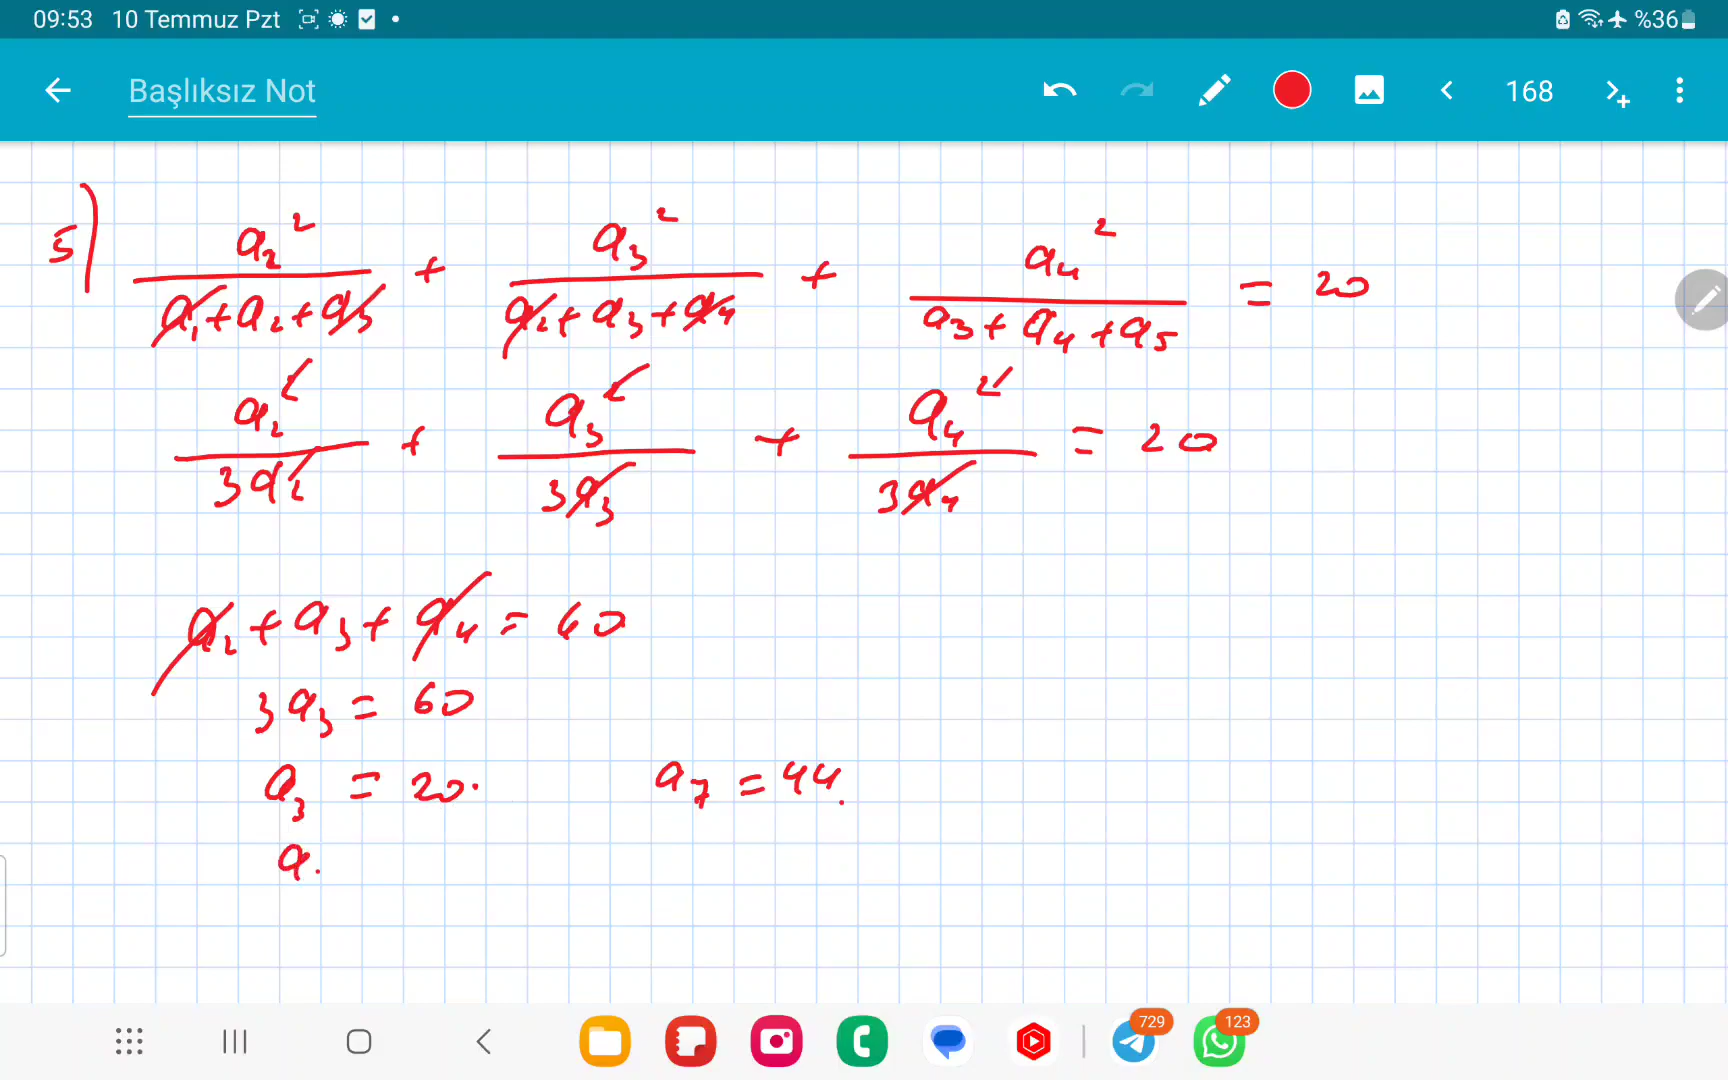 09:53 10 Temmuz Pzt %36
Başlıksız Not 168
5) a₂²/(a₁+a₂+a₃) + a₃²/(a₂+a₃+a₄) + a₄²/(a₃+a₄+a₅) = 20
a₂²/3a₂ + a₃²/3a₃ + a₄²/3a₄ = 20
a₂+a₃+a₄ = 60
3a₃ = 60
a₃ = 20. a₇ = 44.
a.
729 123